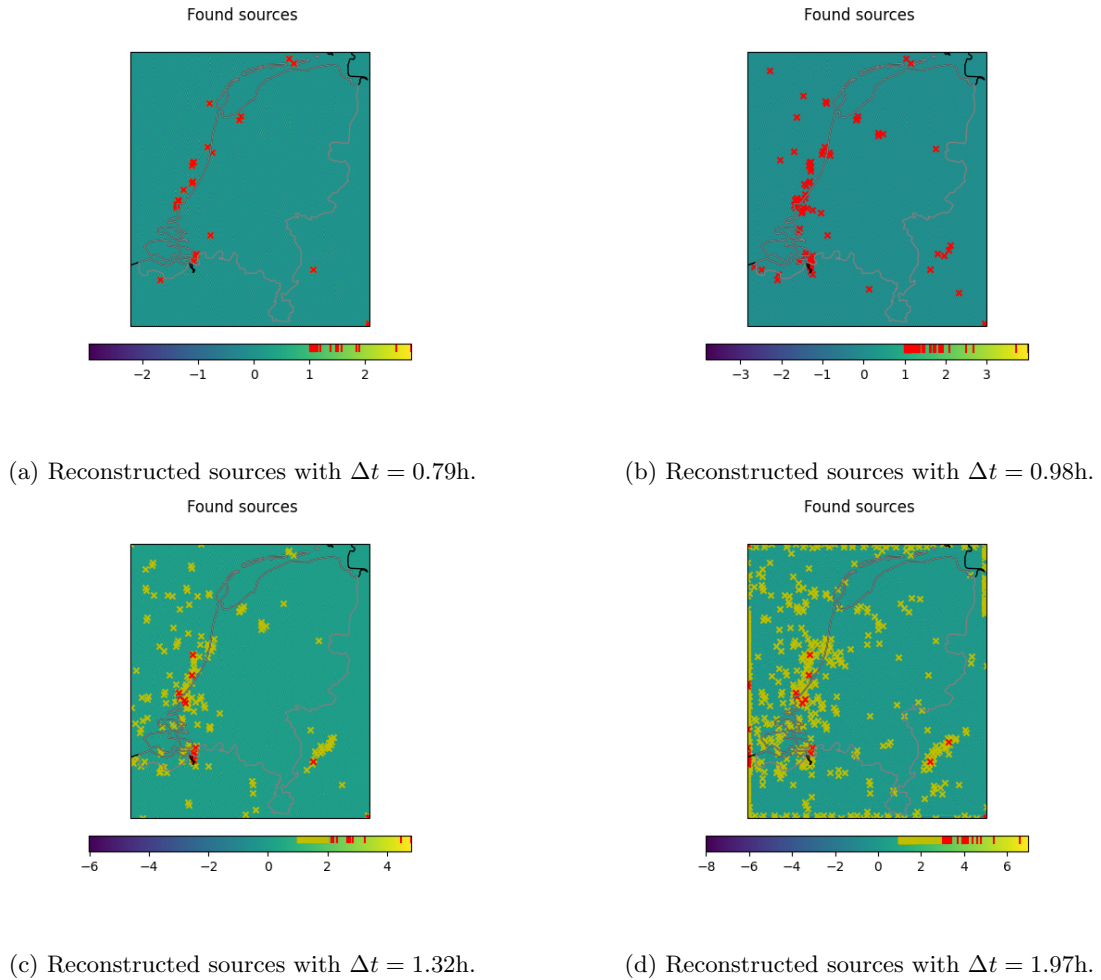 Found sources
Found sources
−2 −1 0 1 2
−3 −2 −1 0 1 2 3
(a) Reconstructed sources with Δt = 0.79h.
(b) Reconstructed sources with Δt = 0.98h.
Found sources
Found sources
−6 −4 −2 0 2 4
−8 −6 −4 −2 0 2 4 6
(c) Reconstructed sources with Δt = 1.32h.
(d) Reconstructed sources with Δt = 1.97h.